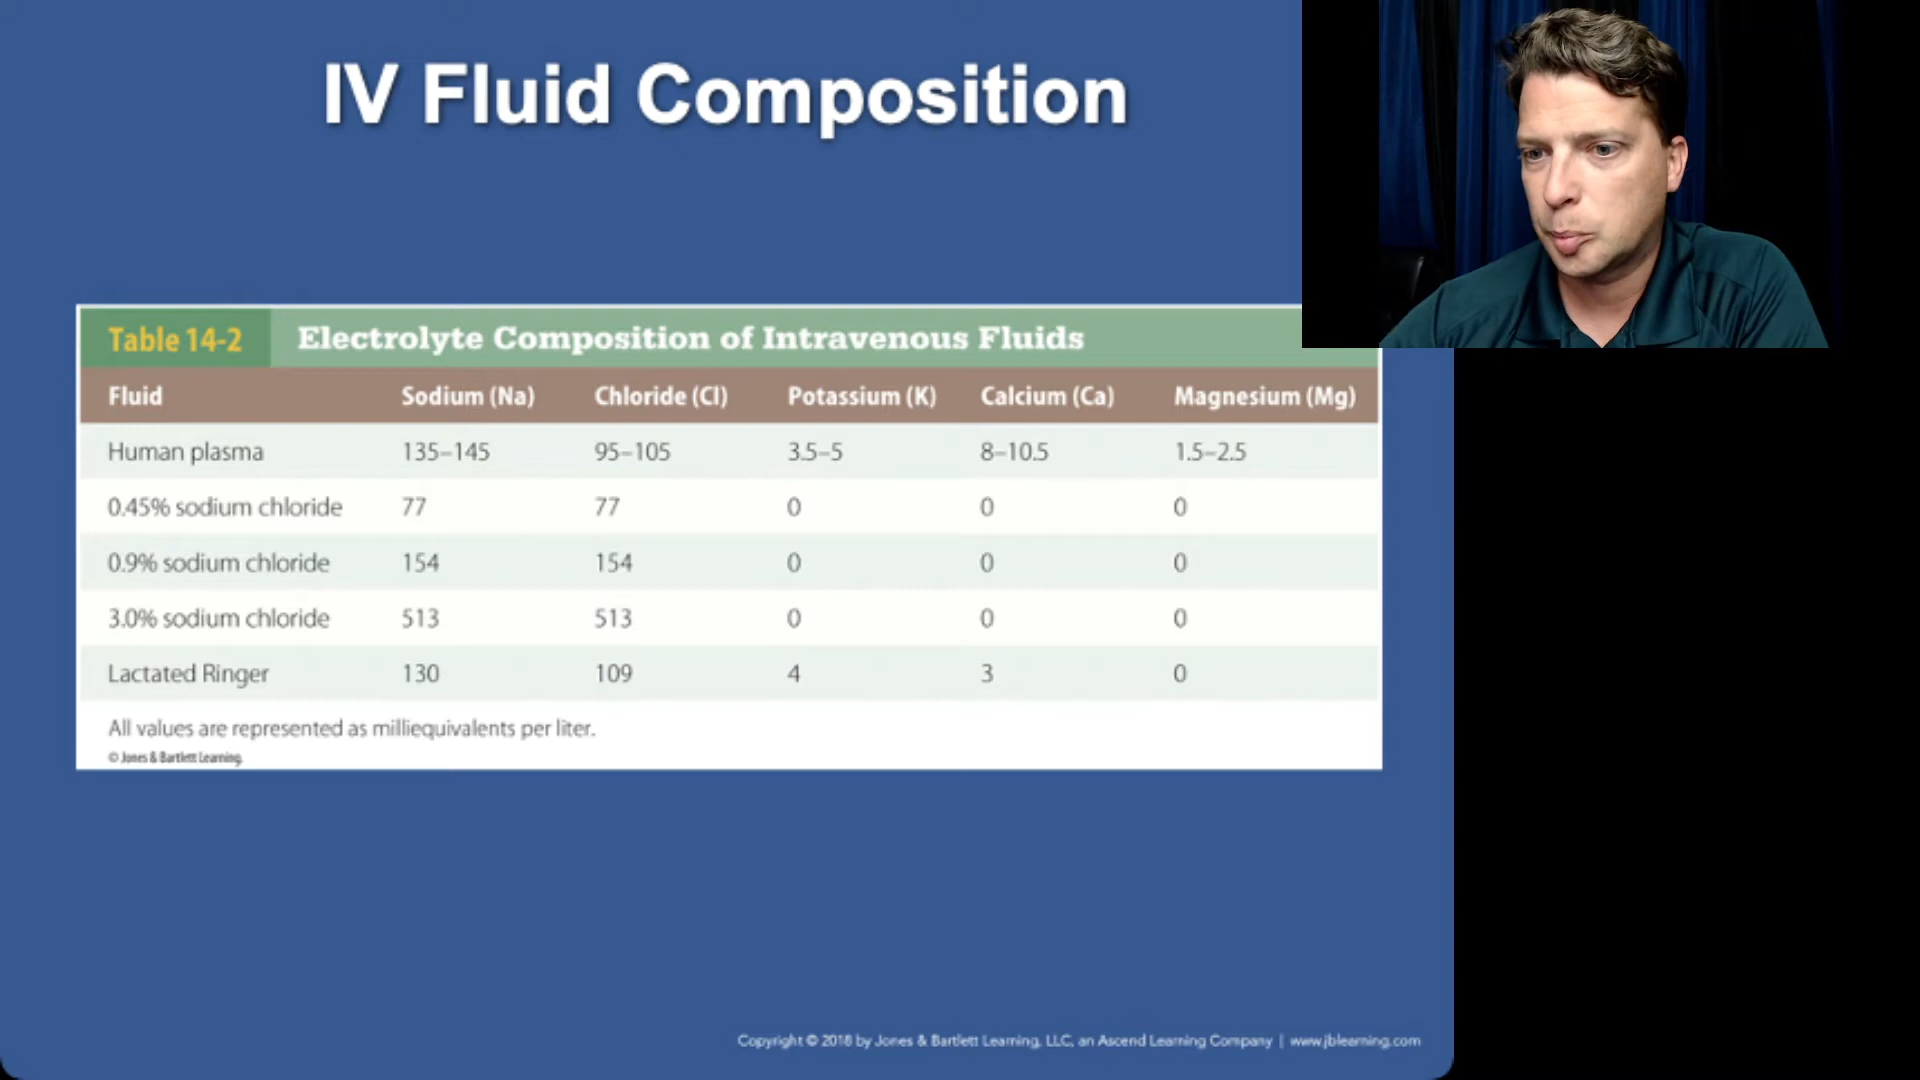 IV Fluid Composition
Table 14-2 Electrolyte Composition of Intravenous Fluids
Fluid Sodium (Na) Chloride (Cl) Potassium (K) Calcium (Ca) Magnesium (Mg)
Human plasma 135–145 95–105 3.5–5 8–10.5 1.5–2.5
0.45% sodium chloride 77 77 0 0 0
0.9% sodium chloride 154 154 0 0 0
3.0% sodium chloride 513 513 0 0 0
Lactated Ringer 130 109 4 3 0
All values are represented as milliequivalents per liter.
© Jones & Bartlett Learning.
Copyright © 2018 by Jones & Bartlett Learning, LLC, an Ascend Learning Company | www.jblearning.com